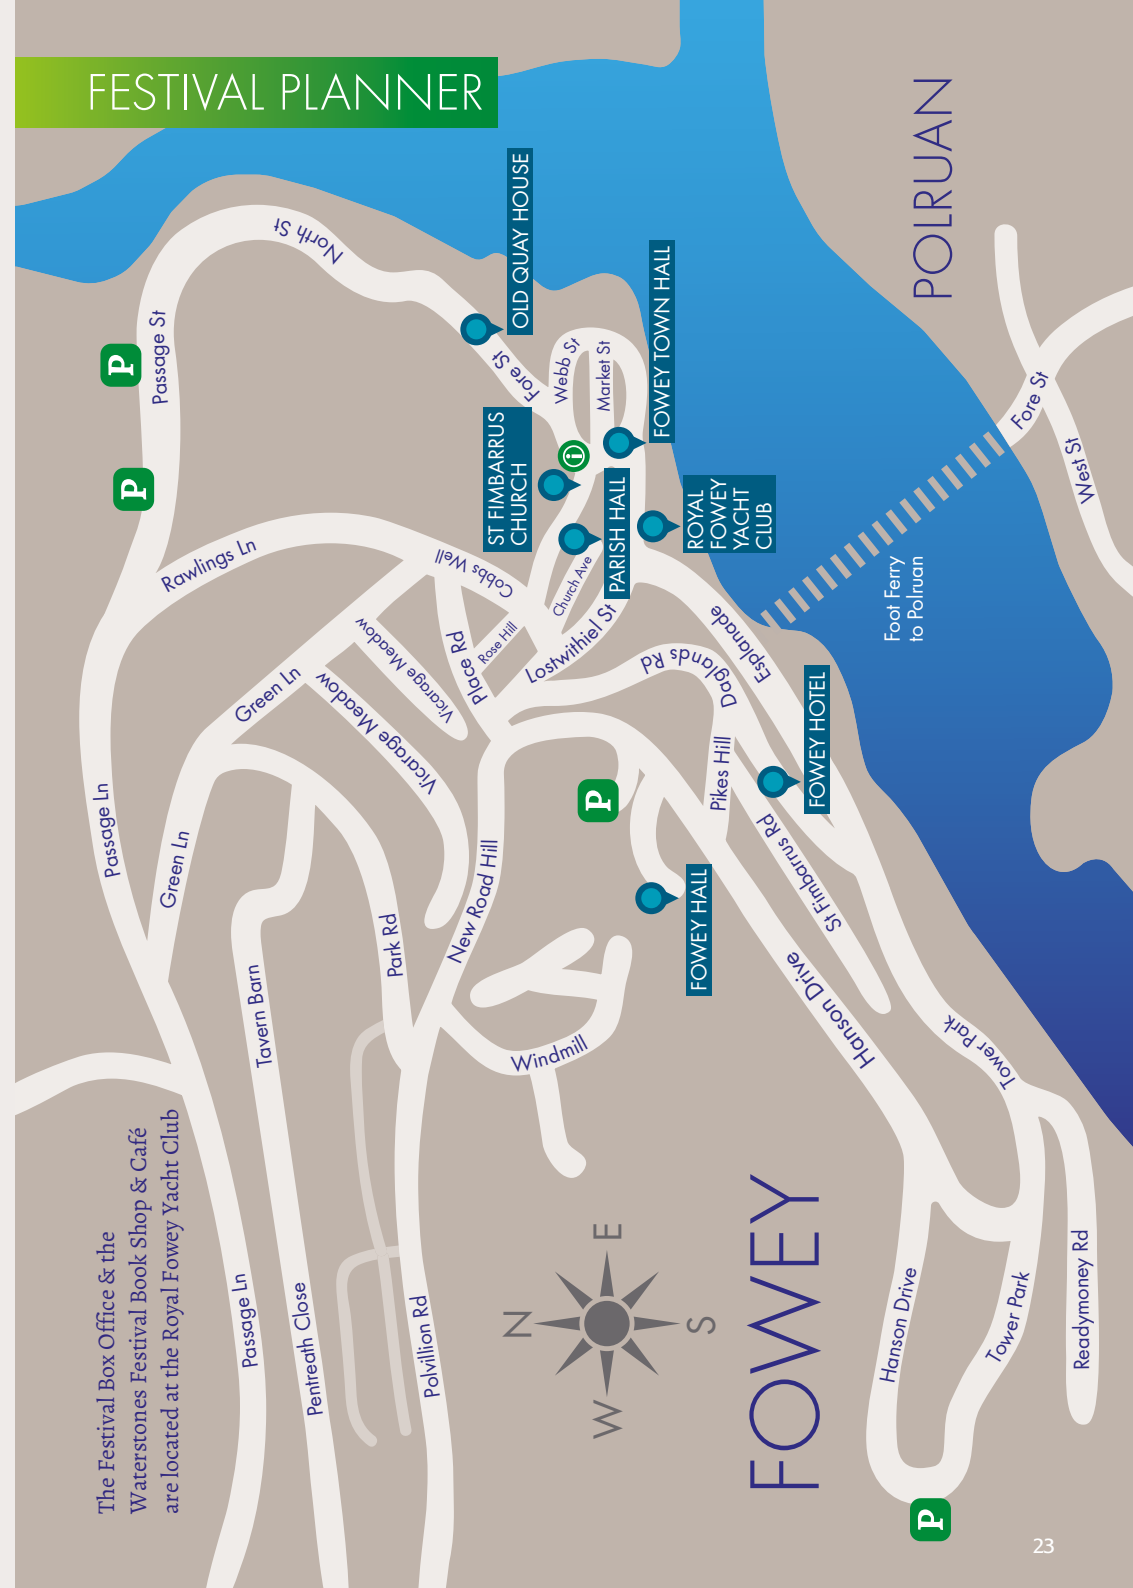 FESTIVAL PLANNER
The Festival Box Office & the
Waterstones Festival Book Shop & Café
are located at the Royal Fowey Yacht Club
P
Passage St
P
North St
OLD QUAY HOUSE
Fore St
Webb St
Market St
FOWEY TOWN HALL
ST FIMBARRUS
CHURCH
i
PARISH HALL
ROYAL
FOWEY
YACHT
CLUB
POLRUAN
Fore St
West St
Foot Ferry
to Polruan
Rawlings Ln
Cobbs Well
Church Ave
Rose Hill
Place Rd
Lostwithiel St
Vicarage Meadow
Vicarage Meadow
Green Ln
Green Ln
Passage Ln
Daglands Rd
Esplanade
Pikes Hill
FOWEY HOTEL
P
St Fimbarrus Rd
FOWEY HALL
New Road Hill
Park Rd
Tavern Barn
Windmill
Hanson Drive
Tower Park
Passage Ln
Pentreath Close
Polvillion Rd
N
E
S
W
FOWEY
Hanson Drive
Tower Park
Readymoney Rd
P
23